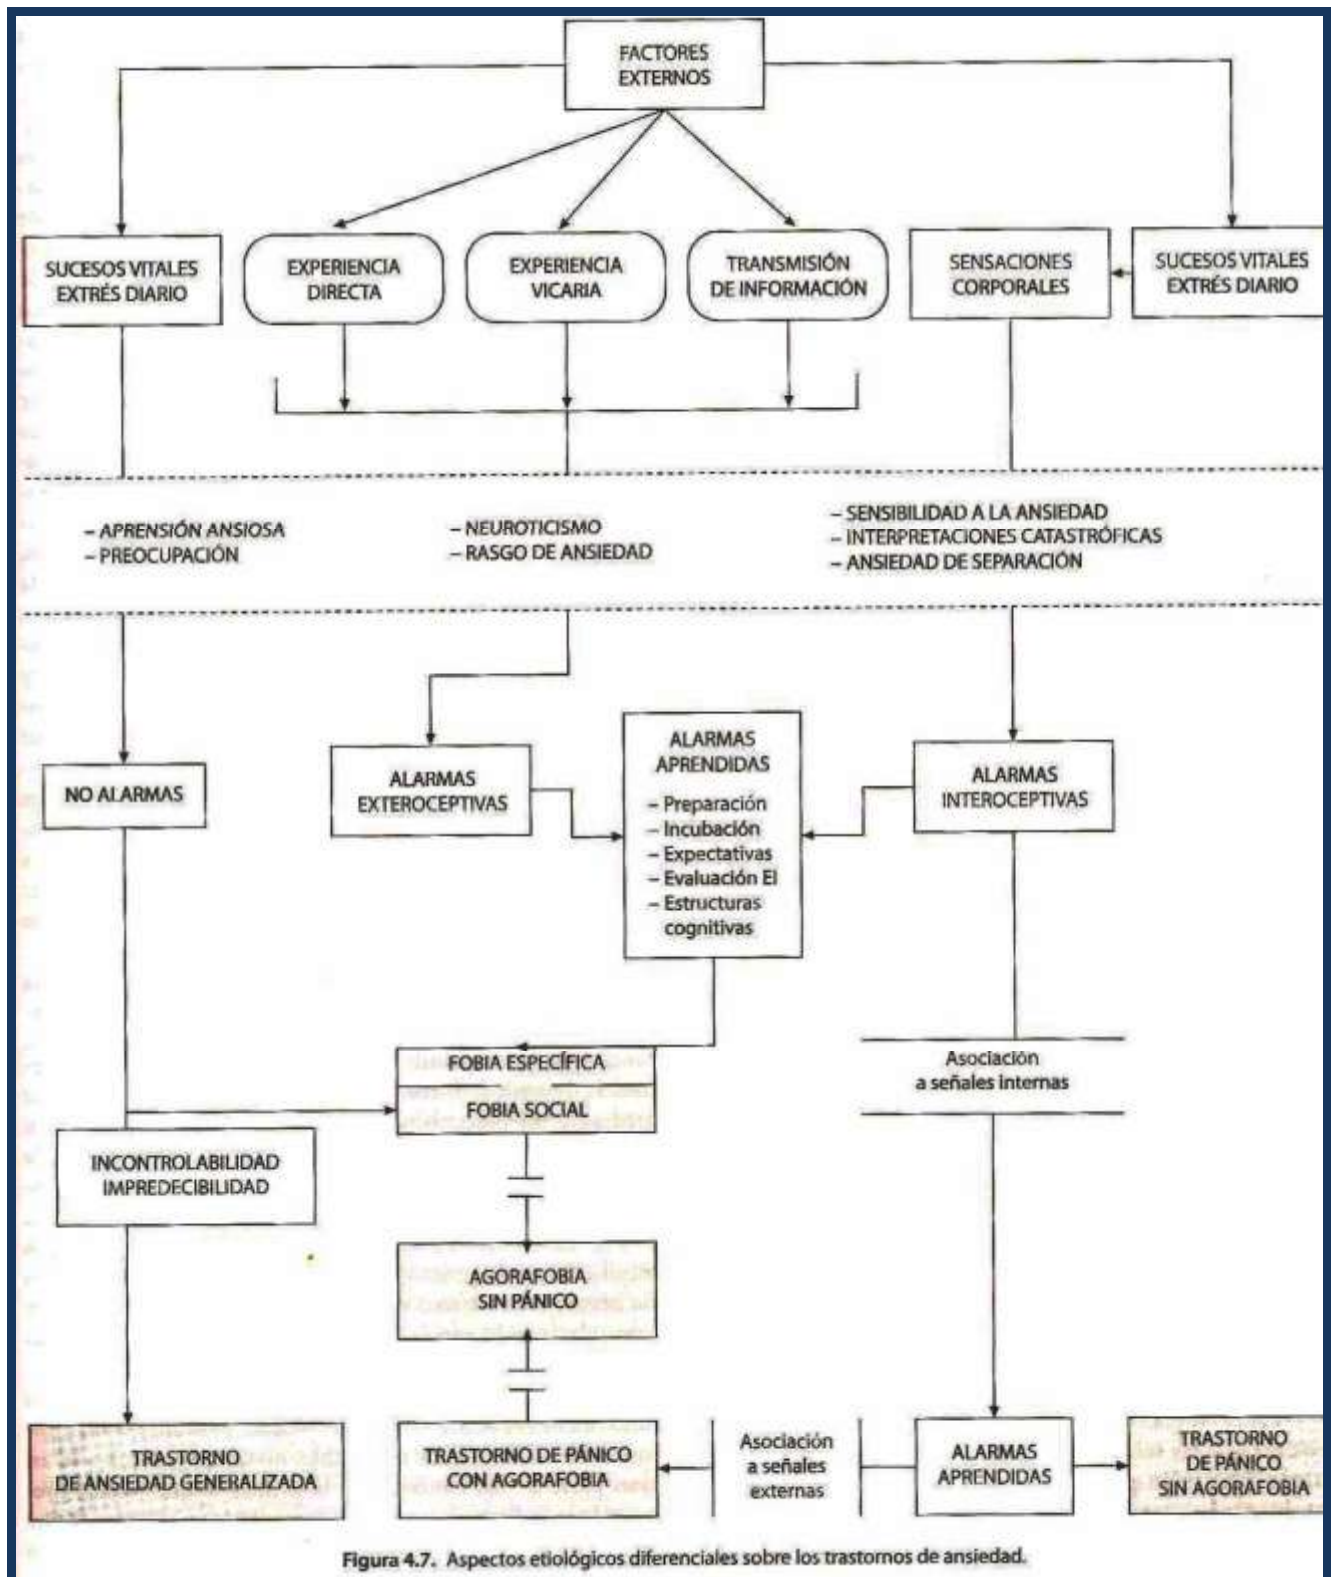 FACTORES
EXTERNOS
SUCESOS VITALES
EXTRÉS DIARIO
EXPERIENCIA
DIRECTA
EXPERIENCIA
VICARIA
TRANSMISIÓN
DE INFORMACIÓN
SENSACIONES
CORPORALES
SUCESOS VITALES
EXTRÉS DIARIO
– APRENSIÓN ANSIOSA
– PREOCUPACIÓN
– NEUROTICISMO
– RASGO DE ANSIEDAD
– SENSIBILIDAD A LA ANSIEDAD
– INTERPRETACIONES CATASTRÓFICAS
– ANSIEDAD DE SEPARACIÓN
NO ALARMAS
ALARMAS
EXTEROCEPTIVAS
ALARMAS
APRENDIDAS
– Preparación
– Incubación
– Expectativas
– Evaluación EI
– Estructuras
cognitivas
ALARMAS
INTEROCEPTIVAS
FOBIA ESPECÍFICA
FOBIA SOCIAL
Asociación
a señales internas
INCONTROLABILIDAD
IMPREDECIBILIDAD
AGORAFOBIA
SIN PÁNICO
TRASTORNO
DE ANSIEDAD GENERALIZADA
TRASTORNO DE PÁNICO
CON AGORAFOBIA
Asociación
a señales
externas
ALARMAS
APRENDIDAS
TRASTORNO
DE PÁNICO
SIN AGORAFOBIA
Figura 4.7. Aspectos etiológicos diferenciales sobre los trastornos de ansiedad.